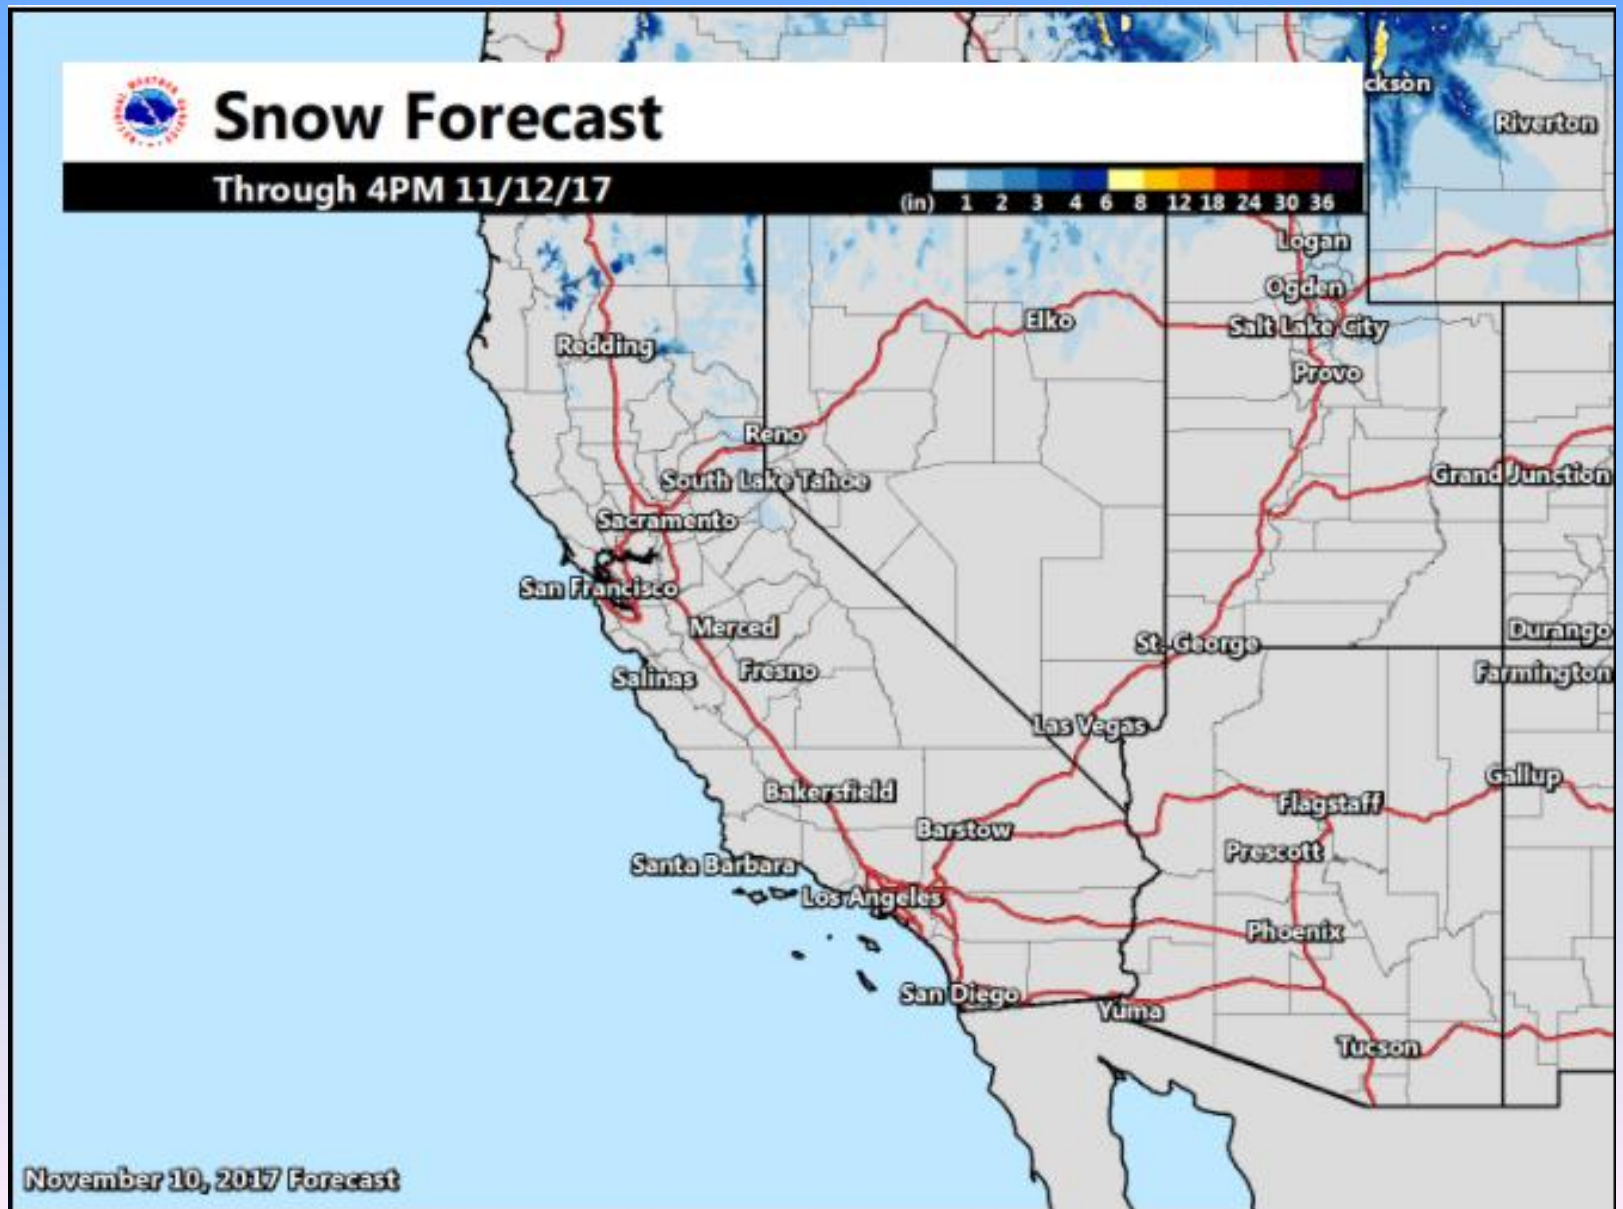 Snow Forecast
Through 4PM 11/12/17
(in) 1 2 3 4 6 8 12 18 24 30 36
ckson
Riverton
Logan
Ogden
Elko
Salt Lake City
Redding
Provo
Reno
South Lake Tahoe
Grand Junction
Sacramento
San Francisco
Merced
St. George
Durango
Salinas
Fresno
Farmington
Las Vegas
Bakersfield
Gallup
Flagstaff
Barstow
Prescott
Santa Barbara
Los Angeles
Phoenix
San Diego
Yuma
Tucson
November 10, 2017 Forecast